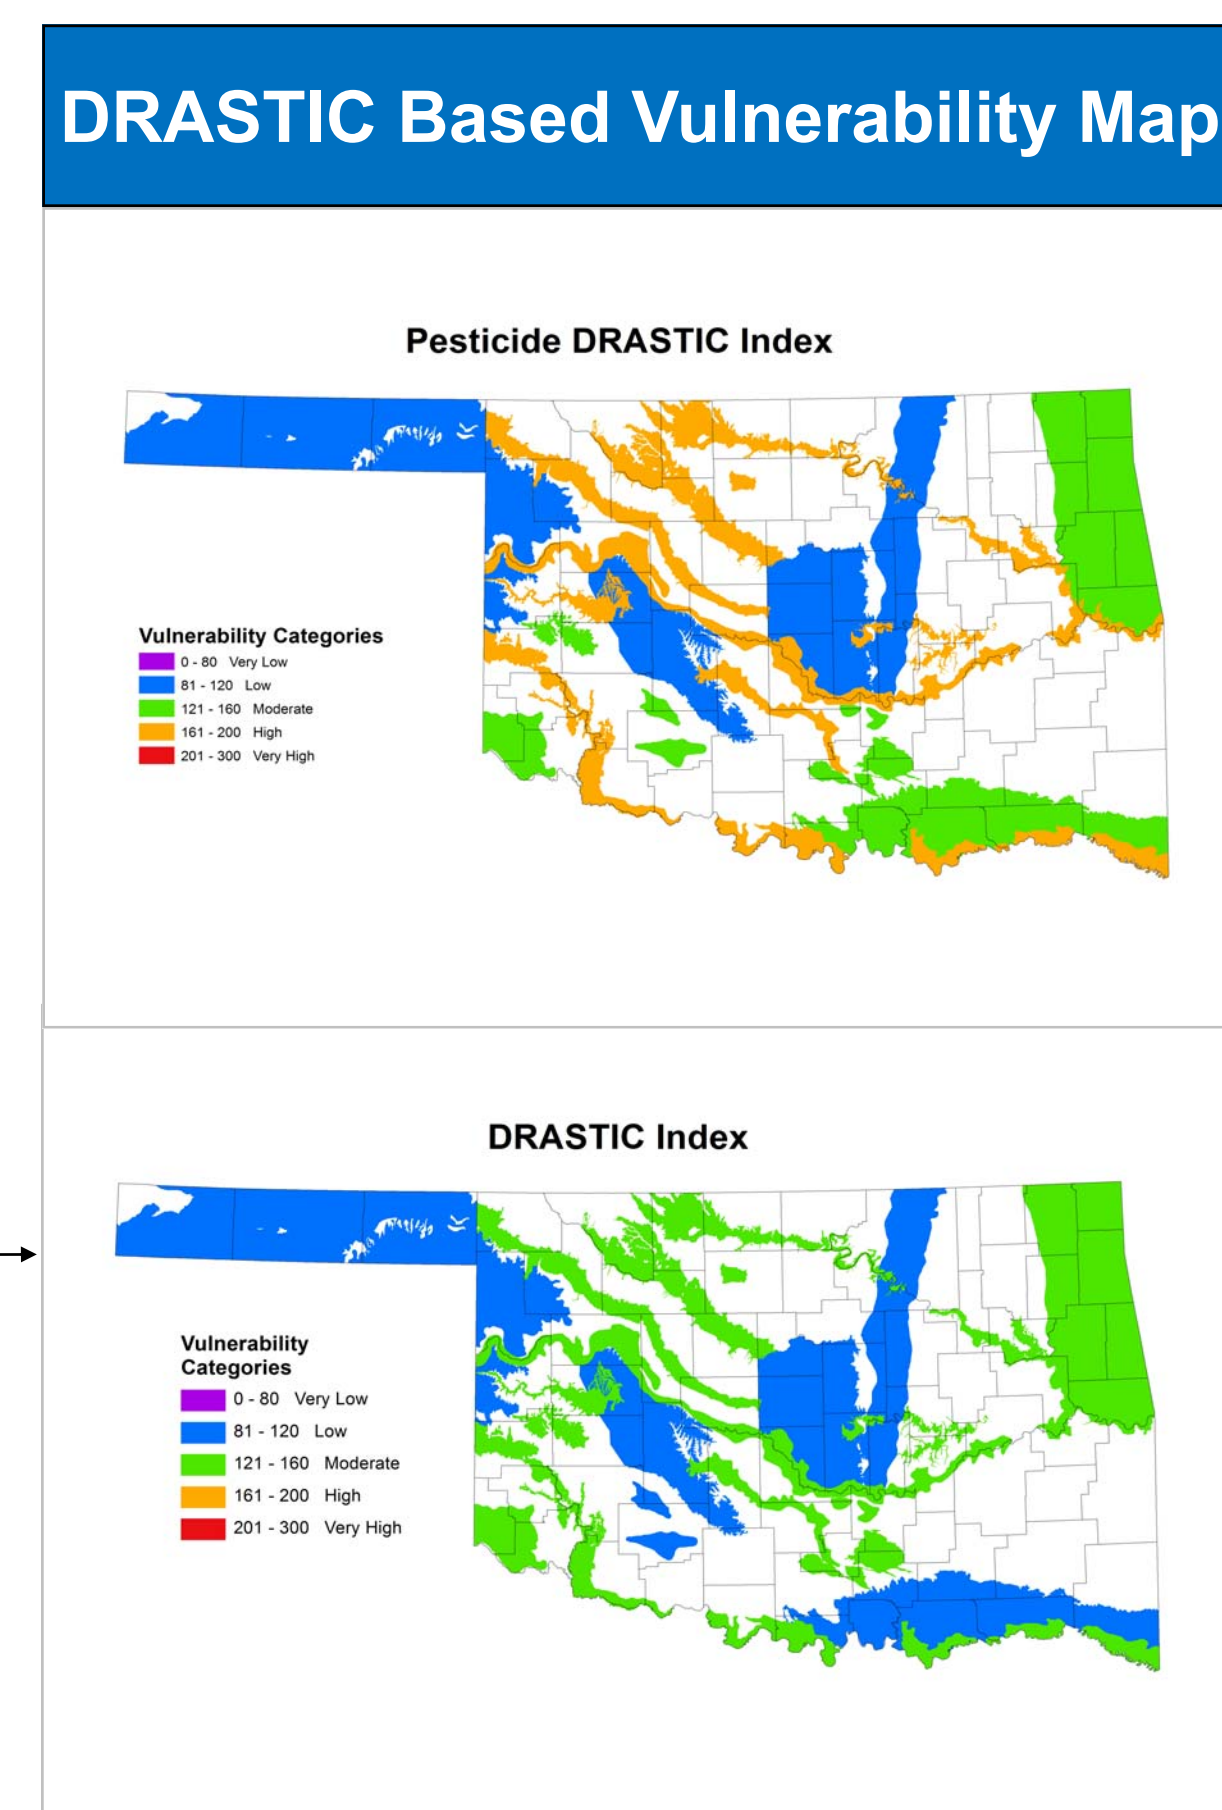 DRASTIC Based Vulnerability Map
Pesticide DRASTIC Index
Vulnerability Categories
0 - 80 Very Low
81 - 120 Low
121 - 160 Moderate
161 - 200 High
201 - 300 Very High
DRASTIC Index
Vulnerability
Categories
0 - 80 Very Low
81 - 120 Low
121 - 160 Moderate
161 - 200 High
201 - 300 Very High